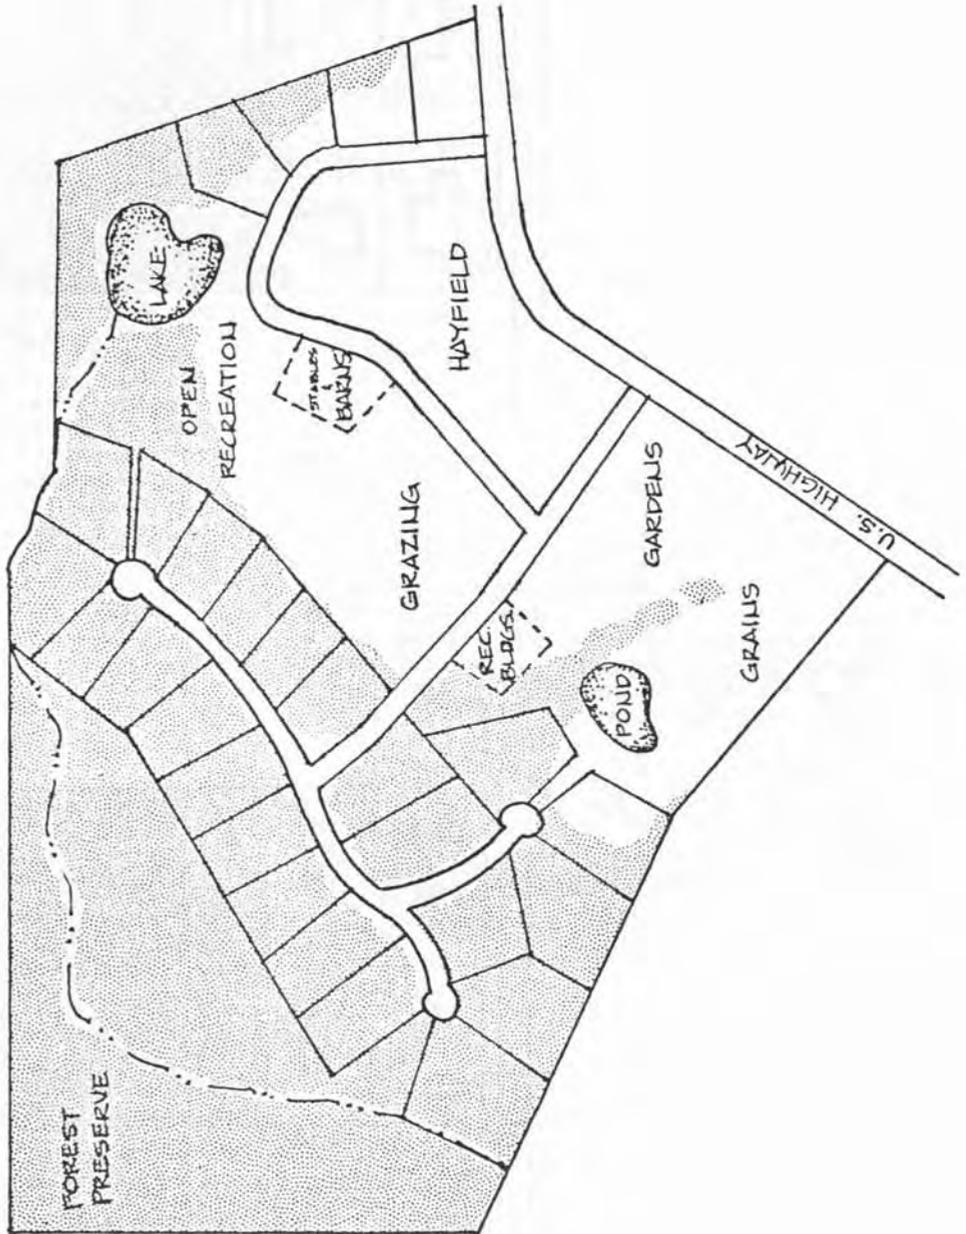 FOREST
PRESERVE
LAKE
OPEN
RECREATION
STABLES
&
BARNS
HAYFIELD
GRAZING
REC.
BLDGS.
GARDENS
POND
GRAINS
U.S. HIGHWAY